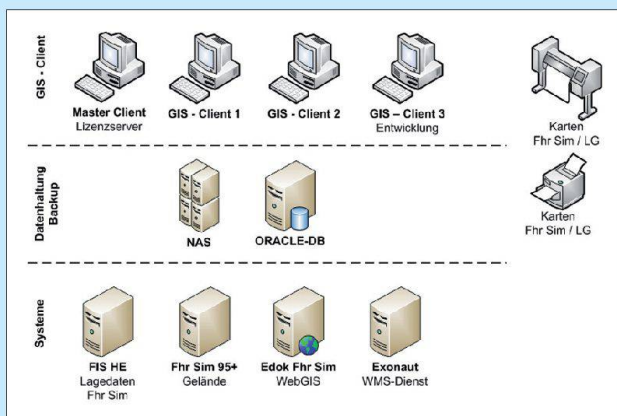 GIS - Client
Master Client
Lizenzserver
GIS - Client 1
GIS - Client 2
GIS – Client 3
Entwicklung
Karten
Fhr Sim / LG
Datenhaltung
Backup
NAS
ORACLE-DB
Karten
Fhr Sim / LG
Systeme
FIS HE
Lagedaten
Fhr Sim
Fhr Sim 95+
Gelände
Edok Fhr Sim
WebGIS
Exonaut
WMS-Dienst